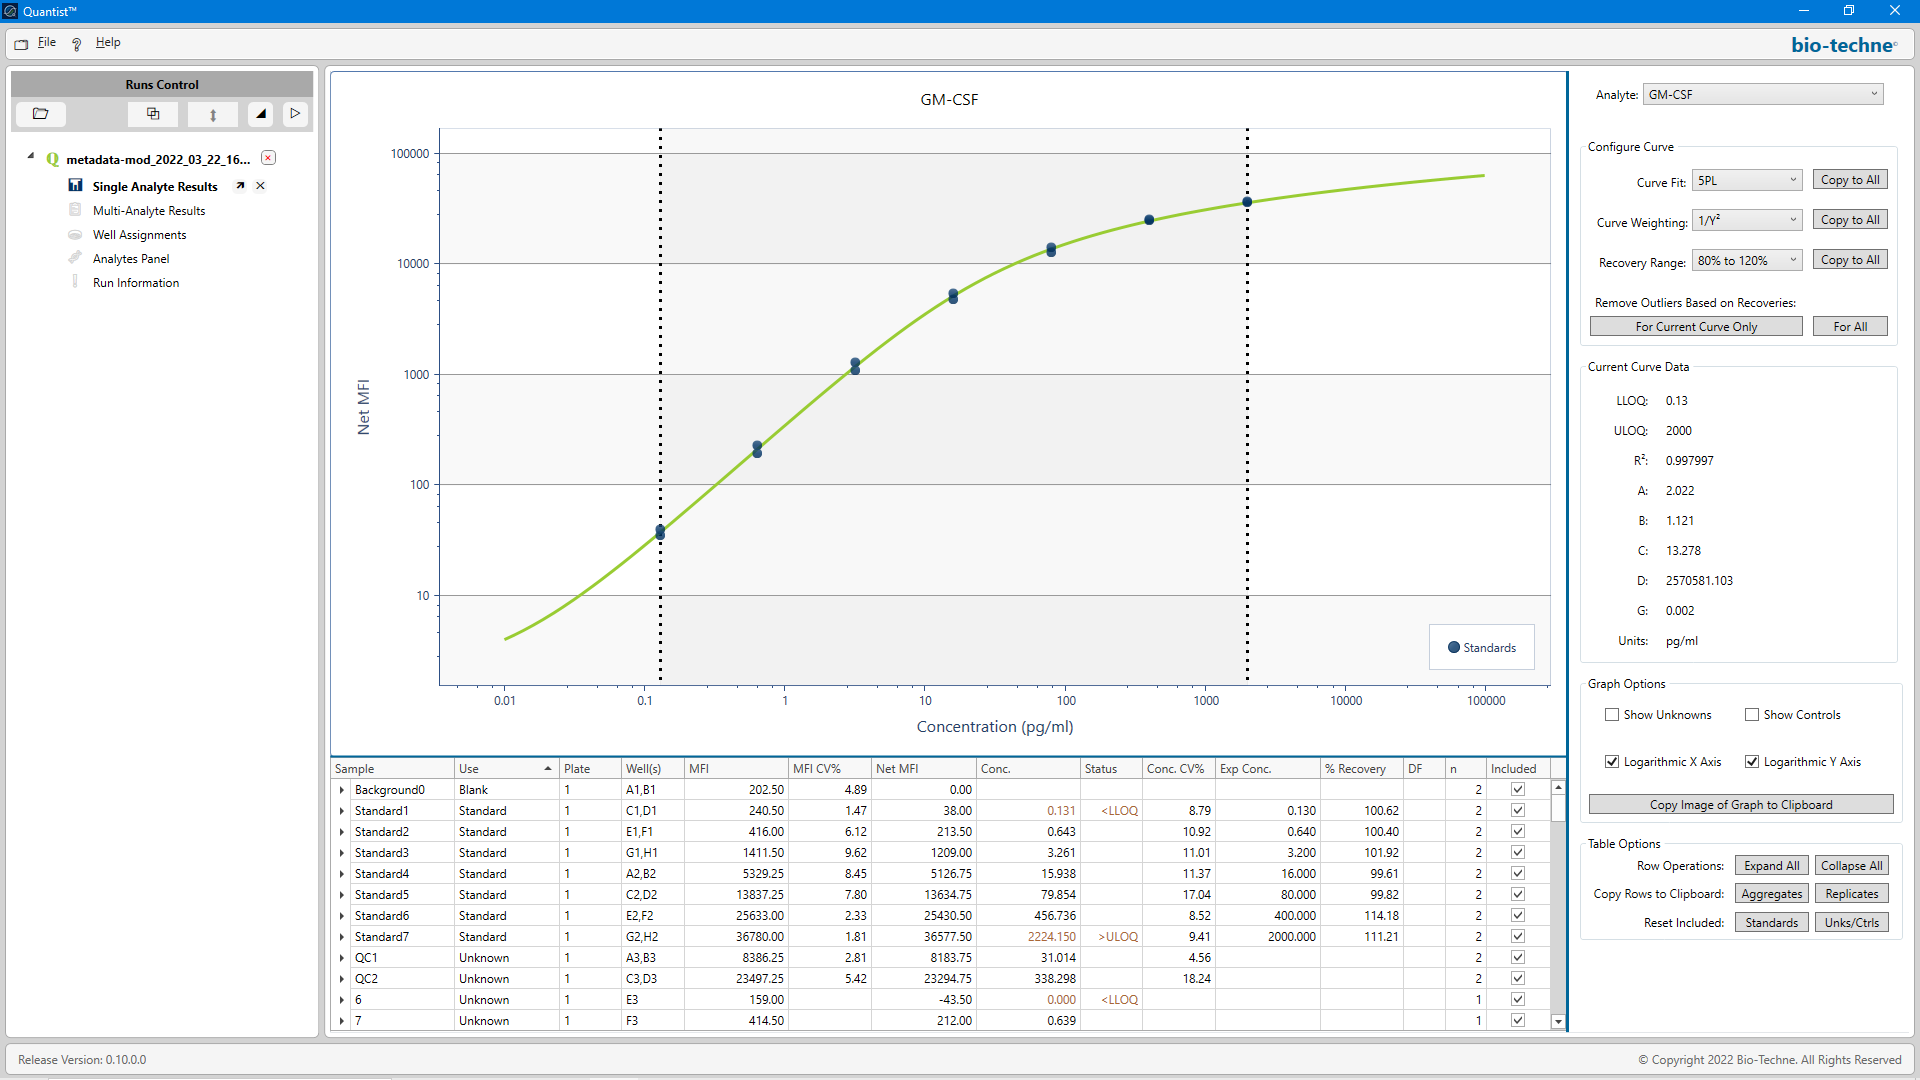 Quantist™
File ? Help
bio-techne
Runs Control
Q metadata-mod_2022_03_22_16...
Single Analyte Results
Multi-Analyte Results
Well Assignments
Analytes Panel
Run Information
GM-CSF
Net MFI
100000
10000
1000
100
10
0.01 0.1 1 10 100 1000 10000 100000
Concentration (pg/ml)
Standards
Sample Use Plate Well(s) MFI MFI CV% Net MFI Conc. Status Conc. CV% Exp Conc. % Recovery DF n Included
Background0 Blank 1 A1,B1 202.50 4.89 0.00 2
Standard1 Standard 1 C1,D1 240.50 1.47 38.00 0.131 <LLOQ 8.79 0.130 100.62 2
Standard2 Standard 1 E1,F1 416.00 6.12 213.50 0.643 10.92 0.640 100.40 2
Standard3 Standard 1 G1,H1 1411.50 9.62 1209.00 3.261 11.01 3.200 101.92 2
Standard4 Standard 1 A2,B2 5329.25 8.45 5126.75 15.938 11.37 16.000 99.61 2
Standard5 Standard 1 C2,D2 13837.25 7.80 13634.75 79.854 17.04 80.000 99.82 2
Standard6 Standard 1 E2,F2 25633.00 2.33 25430.50 456.736 8.52 400.000 114.18 2
Standard7 Standard 1 G2,H2 36780.00 1.81 36577.50 2224.150 >ULOQ 9.41 2000.000 111.21 2
QC1 Unknown 1 A3,B3 8386.25 2.81 8183.75 31.014 4.56 2
QC2 Unknown 1 C3,D3 23497.25 5.42 23294.75 338.298 18.24 2
6 Unknown 1 E3 159.00 -43.50 0.000 <LLOQ 1
7 Unknown 1 F3 414.50 212.00 0.639 1
Analyte: GM-CSF
Configure Curve
Curve Fit: 5PL Copy to All
Curve Weighting: 1/Y² Copy to All
Recovery Range: 80% to 120% Copy to All
Remove Outliers Based on Recoveries:
For Current Curve Only For All
Current Curve Data
LLOQ: 0.13
ULOQ: 2000
R²: 0.997997
A: 2.022
B: 1.121
C: 13.278
D: 2570581.103
G: 0.002
Units: pg/ml
Graph Options
Show Unknowns Show Controls
Logarithmic X Axis Logarithmic Y Axis
Copy Image of Graph to Clipboard
Table Options
Row Operations: Expand All Collapse All
Copy Rows to Clipboard: Aggregates Replicates
Reset Included: Standards Unks/Ctrls
Release Version: 0.10.0.0
© Copyright 2022 Bio-Techne. All Rights Reserved